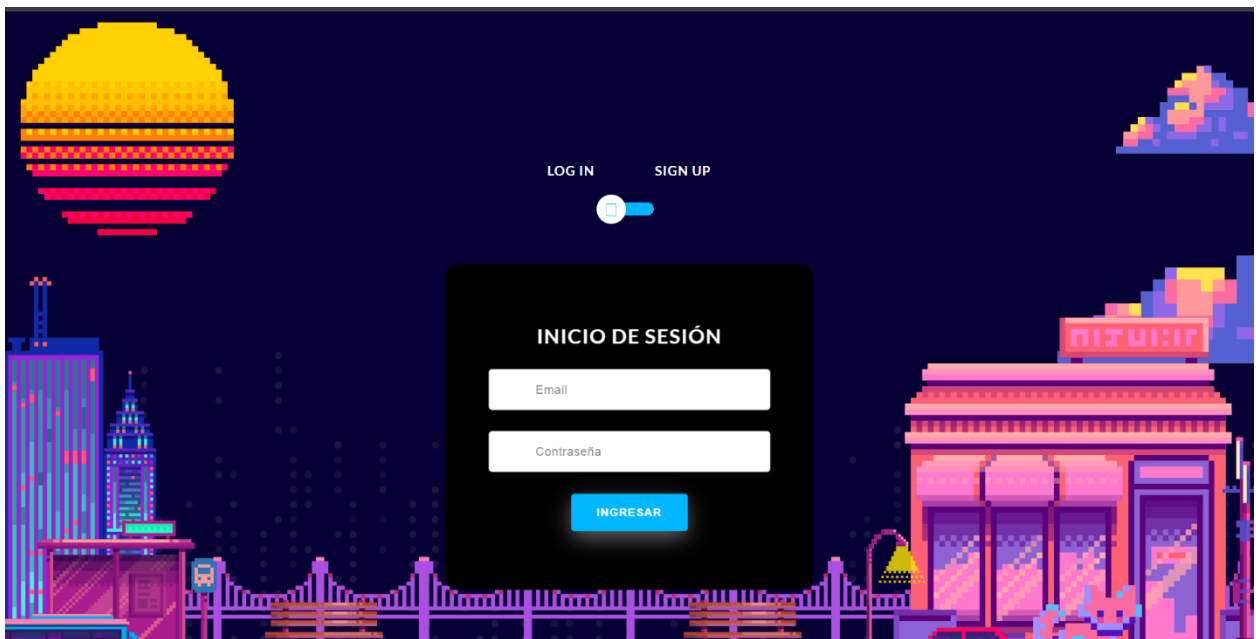 LOG IN SIGN UP
INICIO DE SESIÓN
Email
Contraseña
INGRESAR